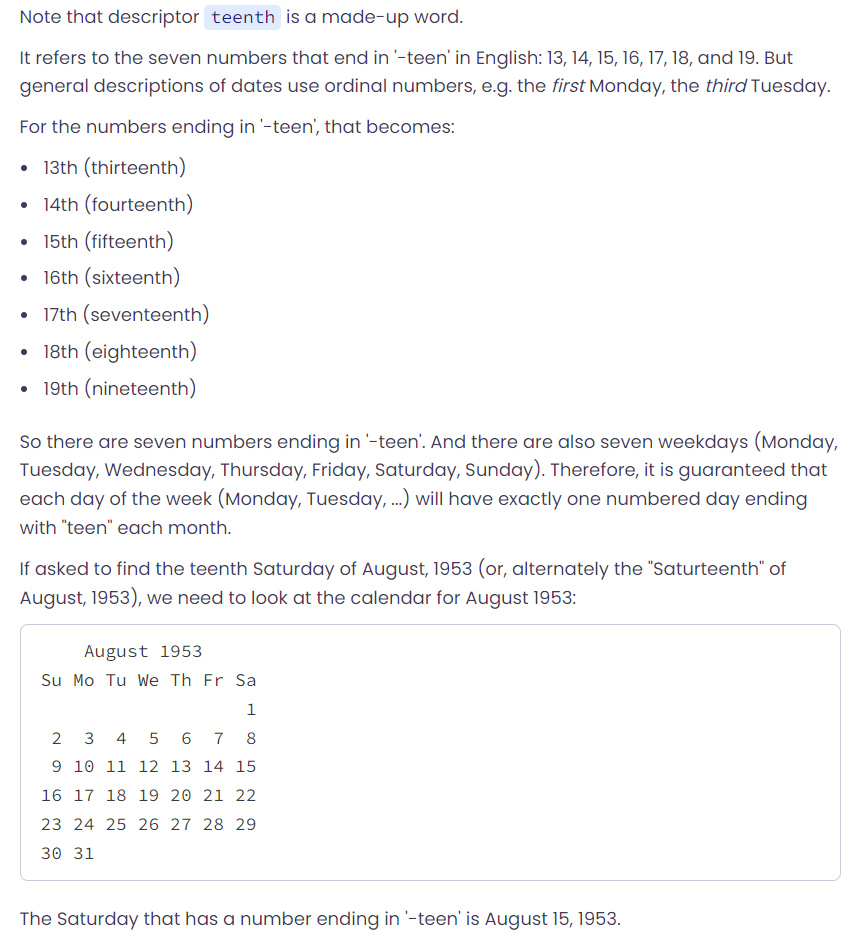 Note that descriptor teenth is a made-up word.
It refers to the seven numbers that end in '-teen' in English: 13, 14, 15, 16, 17, 18, and 19. But
general descriptions of dates use ordinal numbers, e.g. the first Monday, the third Tuesday.
For the numbers ending in '-teen', that becomes:
• 13th (thirteenth)
• 14th (fourteenth)
• 15th (fifteenth)
• 16th (sixteenth)
• 17th (seventeenth)
• 18th (eighteenth)
• 19th (nineteenth)
So there are seven numbers ending in '-teen'. And there are also seven weekdays (Monday,
Tuesday, Wednesday, Thursday, Friday, Saturday, Sunday). Therefore, it is guaranteed that
each day of the week (Monday, Tuesday, ...) will have exactly one numbered day ending
with "teen" each month.
If asked to find the teenth Saturday of August, 1953 (or, alternately the "Saturteenth" of
August, 1953), we need to look at the calendar for August 1953:
August 1953
Su Mo Tu We Th Fr Sa
1
2 3 4 5 6 7 8
9 10 11 12 13 14 15
16 17 18 19 20 21 22
23 24 25 26 27 28 29
30 31
The Saturday that has a number ending in '-teen' is August 15, 1953.